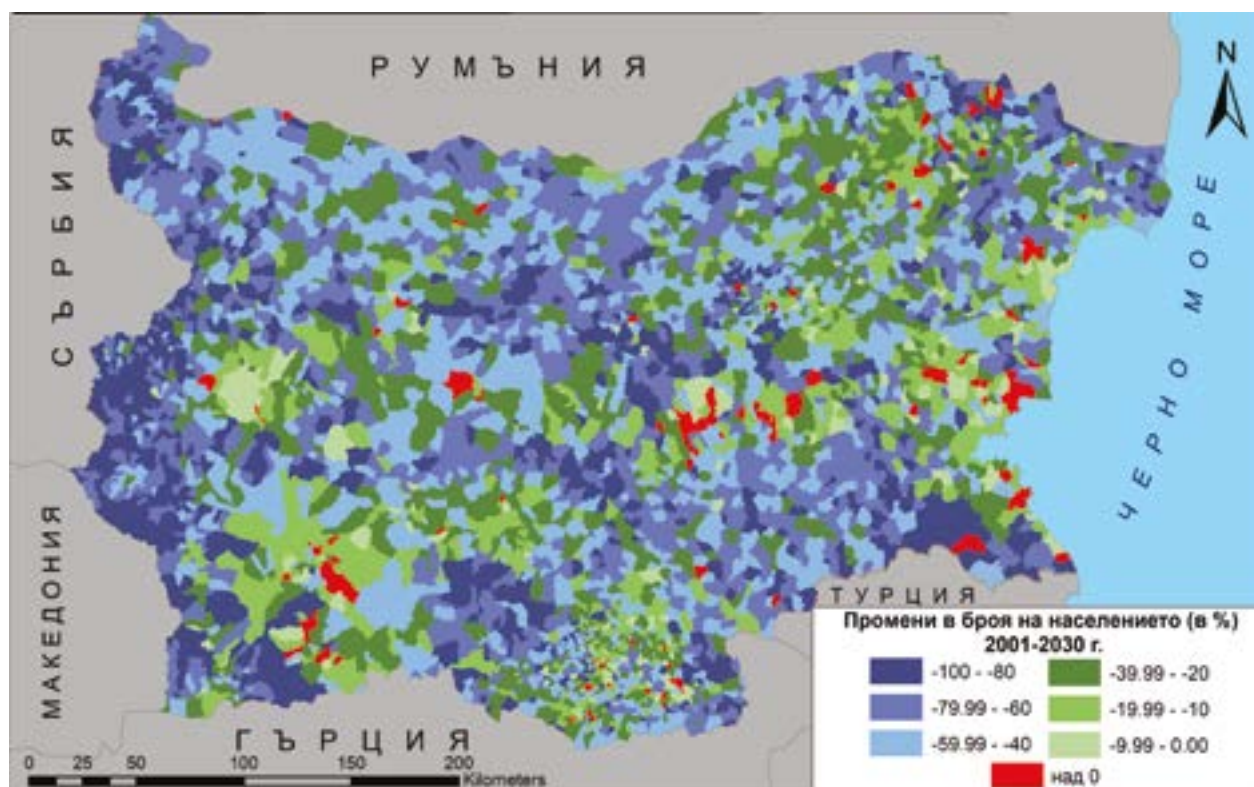 РУМЪНИЯ
N
СЪРБИЯ
ЧЕРНО МОРЕ
МАКЕДОНИЯ
ТУРЦИЯ
ГЪРЦИЯ
Промени в броя на населението (в %)
2001-2030 г.
-100 - -80
-39.99 - -20
-79.99 - -60
-19.99 - -10
-59.99 - -40
-9.99 - 0.00
над 0
0 25 50 100 150 200
Kilometers